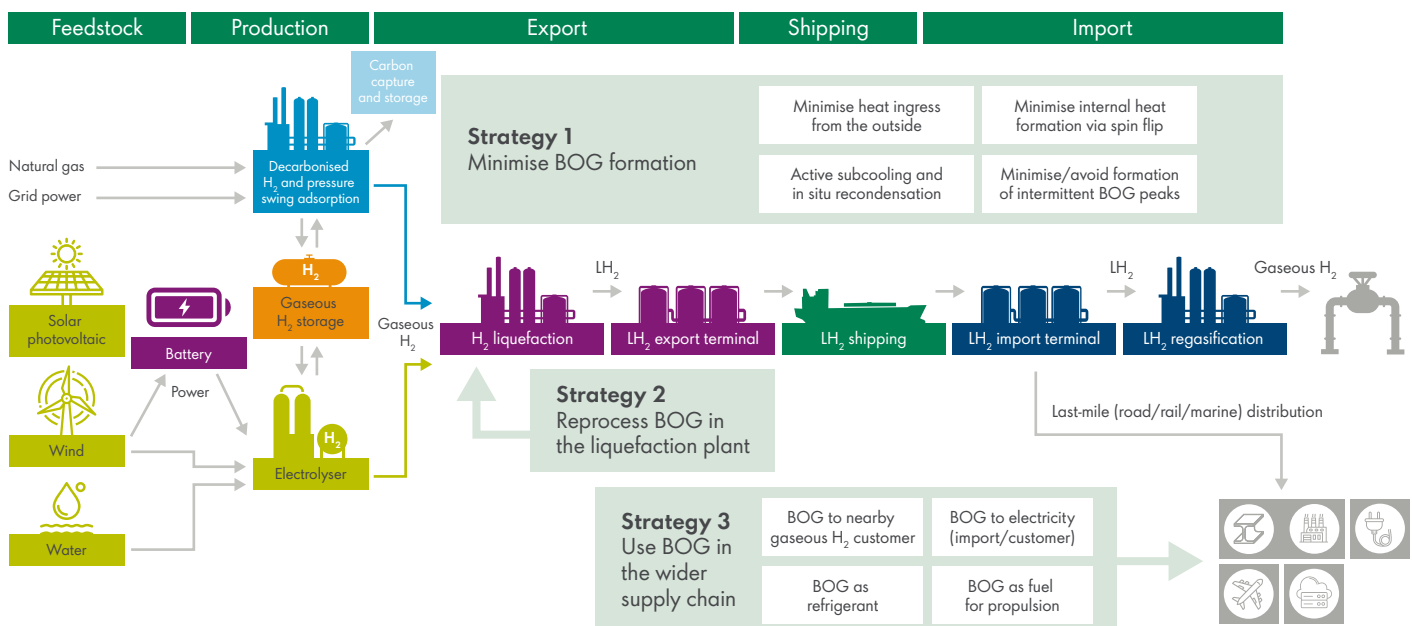 Feedstock
Production
Export
Shipping
Import
Carbon
capture
and storage
Natural gas
Grid power
Decarbonised
H₂ and pressure
swing adsorption
Strategy 1
Minimise BOG formation
Minimise heat ingress
from the outside
Minimise internal heat
formation via spin flip
Active subcooling and
in situ recondensation
Minimise/avoid formation
of intermittent BOG peaks
Solar
photovoltaic
Battery
Power
H₂
Gaseous
H₂ storage
Gaseous
H₂
H₂ liquefaction
LH₂
LH₂ export terminal
LH₂ shipping
LH₂ import terminal
LH₂
LH₂ regasification
Gaseous H₂
Wind
Water
H₂
Electrolyser
Strategy 2
Reprocess BOG in
the liquefaction plant
Last-mile (road/rail/marine) distribution
Strategy 3
Use BOG in
the wider
supply chain
BOG to nearby
gaseous H₂ customer
BOG to electricity
(import/customer)
BOG as
refrigerant
BOG as fuel
for propulsion